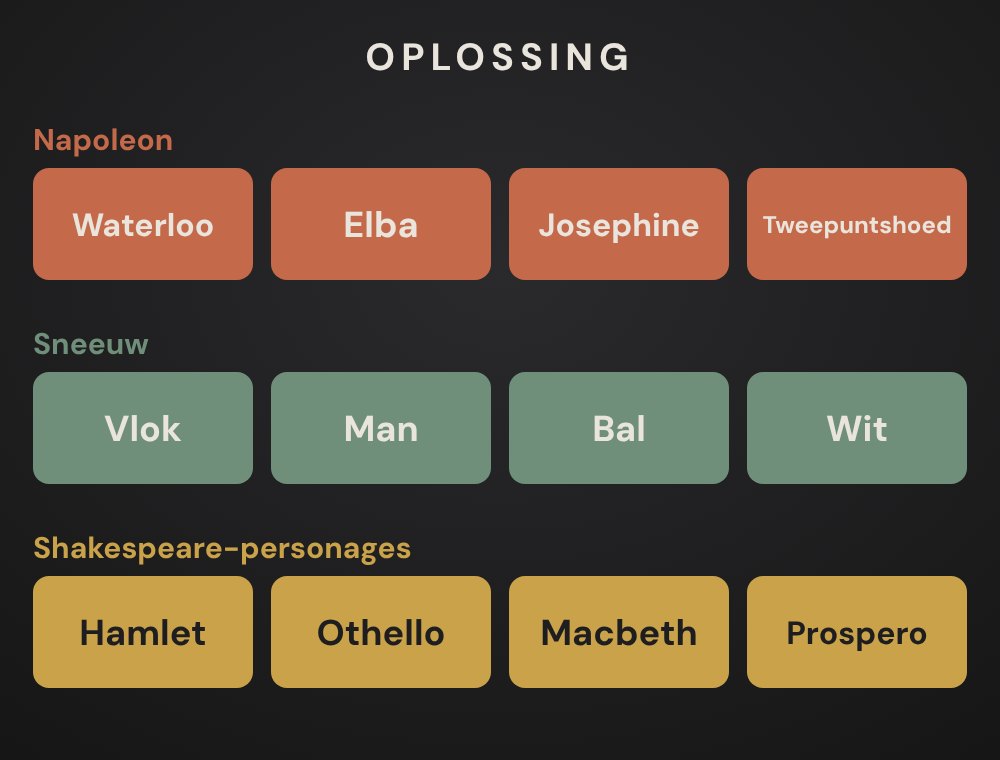 OPLOSSING
Napoleon
Waterloo Elba Josephine Tweepuntshoed
Sneeuw
Vlok Man Bal Wit
Shakespeare-personages
Hamlet Othello Macbeth Prospero